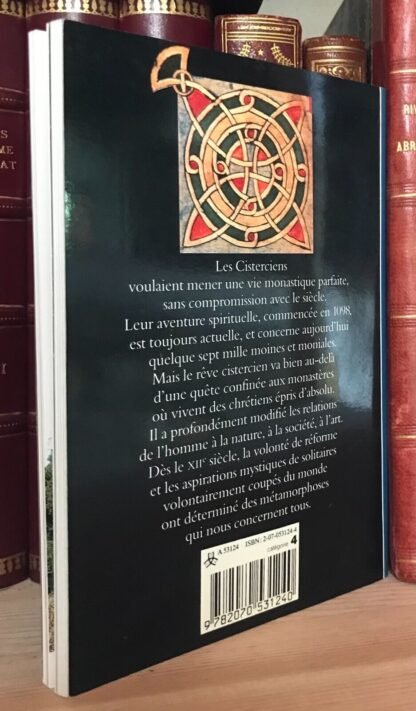 Les Cisterciens
voulaient mener une vie monastique parfaite,
sans compromission avec le siècle.
Leur aventure spirituelle, commencée en 1098,
est toujours actuelle, et concerne aujourd'hui
quelque sept mille moines et moniales.
Mais le rêve cistercien va bien au-delà
d'une quête confinée aux monastères
où vivent des chrétiens épris d'absolu.
Il a profondément modifié les relations
de l'homme à la nature, à la société, à l'art.
Dès le XIIe siècle, la volonté de réforme
et les aspirations mystiques de solitaires
volontairement coupés du monde
ont déterminé des métamorphoses
qui nous concernent tous.
A 53124 ISBN : 2-07-053124-4
catégorie 4
9 782070 531240